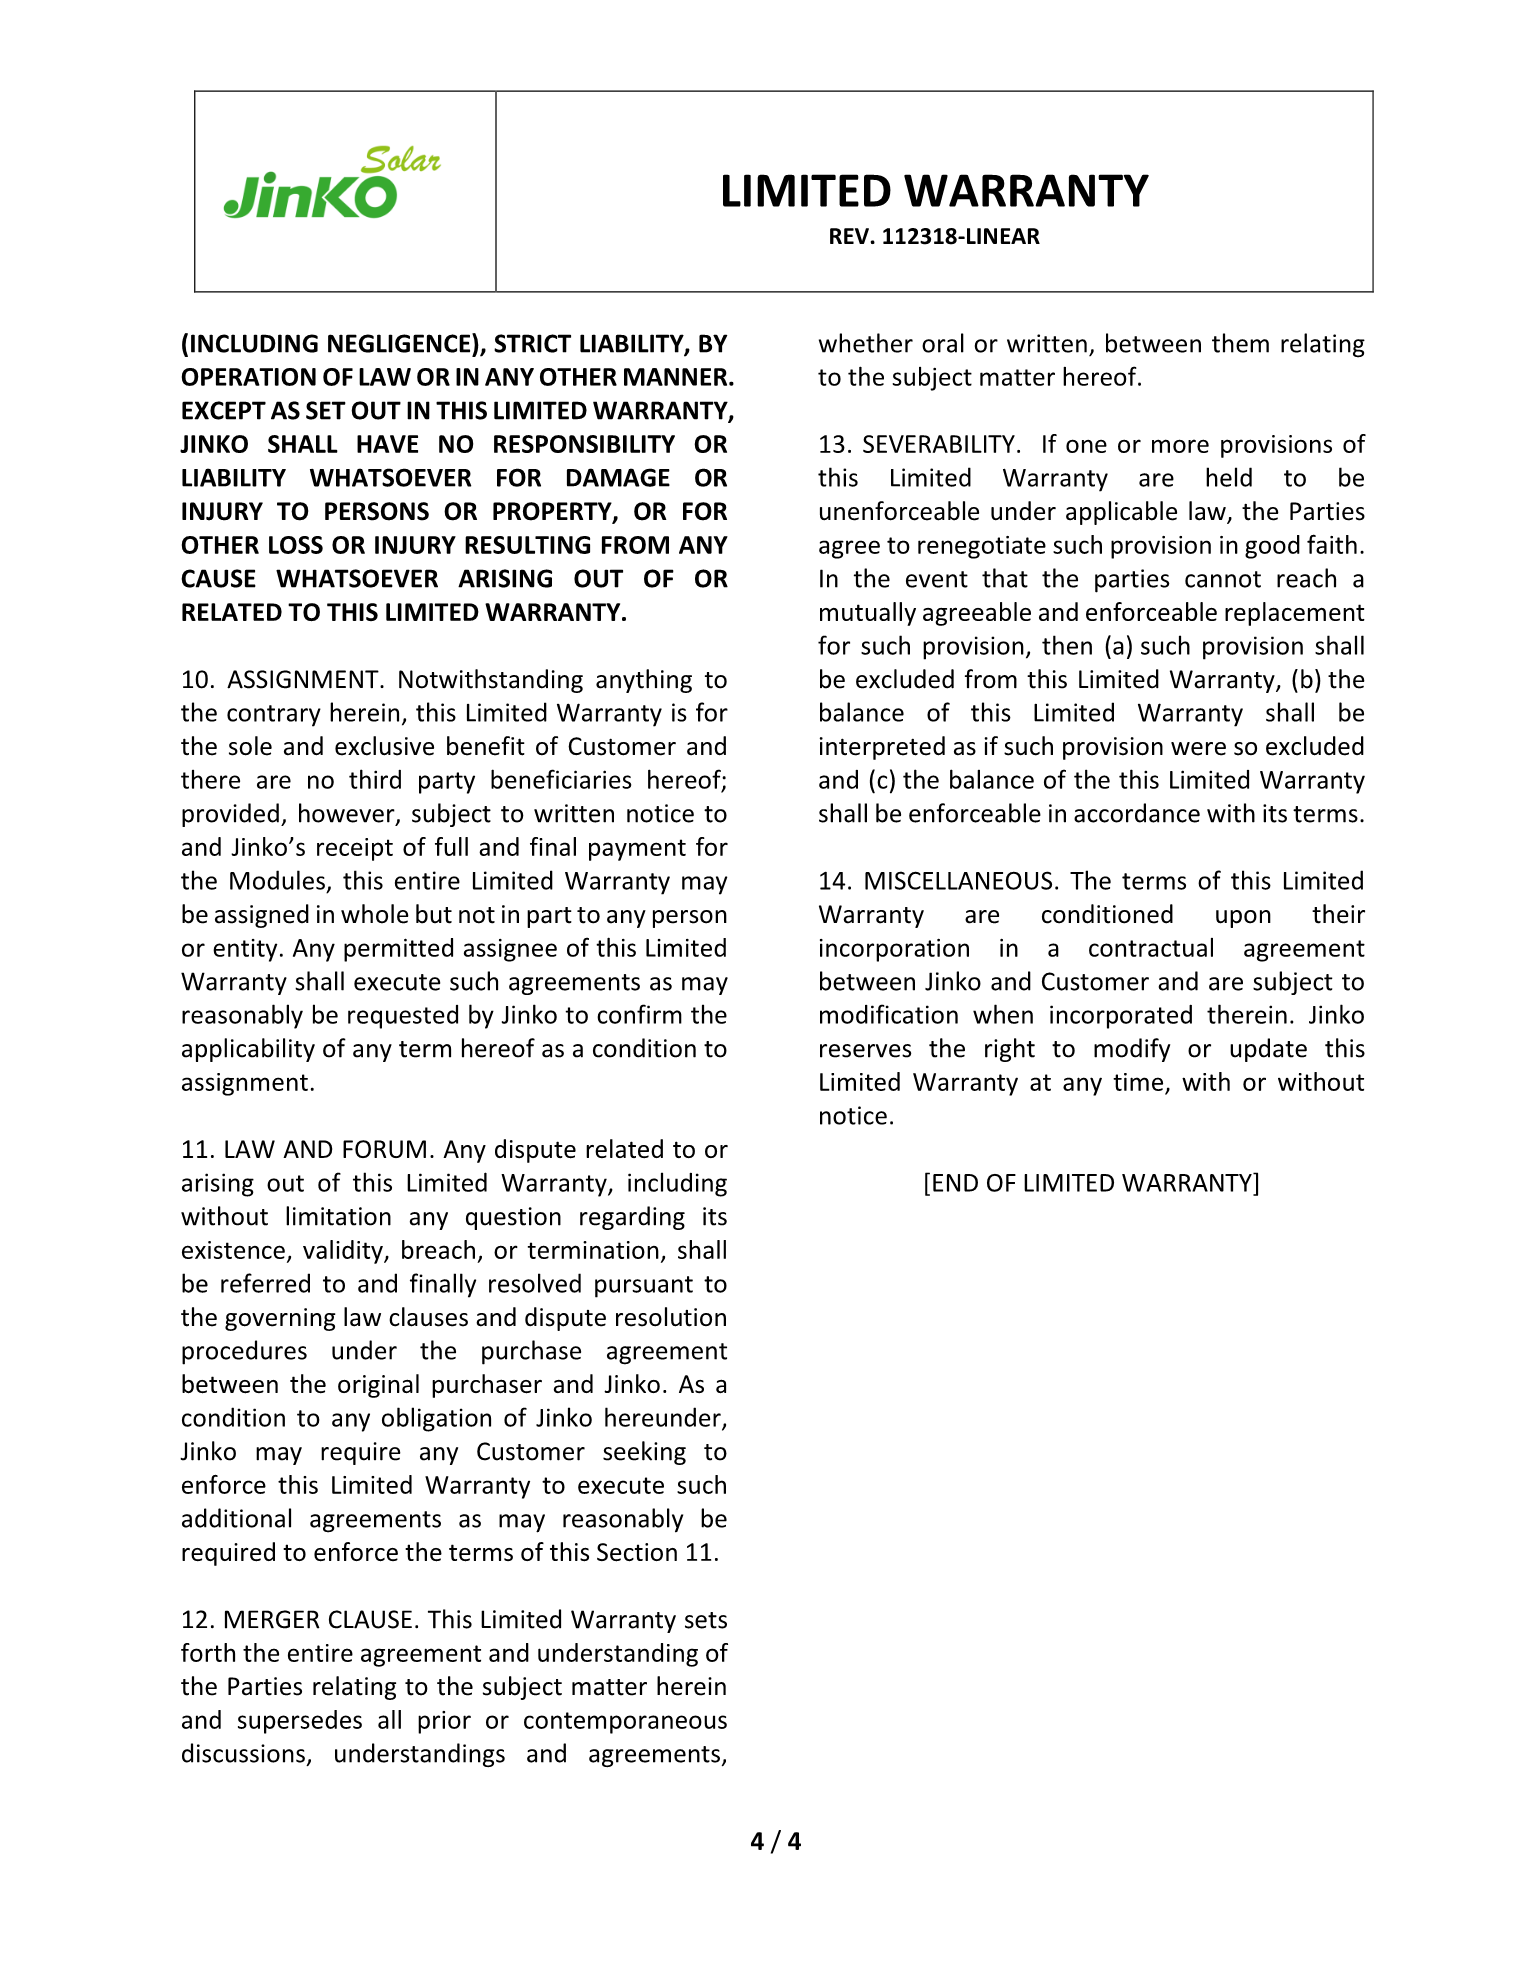 Solar
JinKO
LIMITED WARRANTY
REV. 112318-LINEAR
(INCLUDING NEGLIGENCE), STRICT LIABILITY, BY
OPERATION OF LAW OR IN ANY OTHER MANNER.
EXCEPT AS SET OUT IN THIS LIMITED WARRANTY,
JINKO SHALL HAVE NO RESPONSIBILITY OR
LIABILITY WHATSOEVER FOR DAMAGE OR
INJURY TO PERSONS OR PROPERTY, OR FOR
OTHER LOSS OR INJURY RESULTING FROM ANY
CAUSE WHATSOEVER ARISING OUT OF OR
RELATED TO THIS LIMITED WARRANTY.
10. ASSIGNMENT. Notwithstanding anything to
the contrary herein, this Limited Warranty is for
the sole and exclusive benefit of Customer and
there are no third party beneficiaries hereof;
provided, however, subject to written notice to
and Jinko’s receipt of full and final payment for
the Modules, this entire Limited Warranty may
be assigned in whole but not in part to any person
or entity. Any permitted assignee of this Limited
Warranty shall execute such agreements as may
reasonably be requested by Jinko to confirm the
applicability of any term hereof as a condition to
assignment.
11. LAW AND FORUM. Any dispute related to or
arising out of this Limited Warranty, including
without limitation any question regarding its
existence, validity, breach, or termination, shall
be referred to and finally resolved pursuant to
the governing law clauses and dispute resolution
procedures under the purchase agreement
between the original purchaser and Jinko. As a
condition to any obligation of Jinko hereunder,
Jinko may require any Customer seeking to
enforce this Limited Warranty to execute such
additional agreements as may reasonably be
required to enforce the terms of this Section 11.
12. MERGER CLAUSE. This Limited Warranty sets
forth the entire agreement and understanding of
the Parties relating to the subject matter herein
and supersedes all prior or contemporaneous
discussions, understandings and agreements,
whether oral or written, between them relating
to the subject matter hereof.
13. SEVERABILITY. If one or more provisions of
this Limited Warranty are held to be
unenforceable under applicable law, the Parties
agree to renegotiate such provision in good faith.
In the event that the parties cannot reach a
mutually agreeable and enforceable replacement
for such provision, then (a) such provision shall
be excluded from this Limited Warranty, (b) the
balance of this Limited Warranty shall be
interpreted as if such provision were so excluded
and (c) the balance of the this Limited Warranty
shall be enforceable in accordance with its terms.
14. MISCELLANEOUS. The terms of this Limited
Warranty are conditioned upon their
incorporation in a contractual agreement
between Jinko and Customer and are subject to
modification when incorporated therein. Jinko
reserves the right to modify or update this
Limited Warranty at any time, with or without
notice.
[END OF LIMITED WARRANTY]
4 / 4